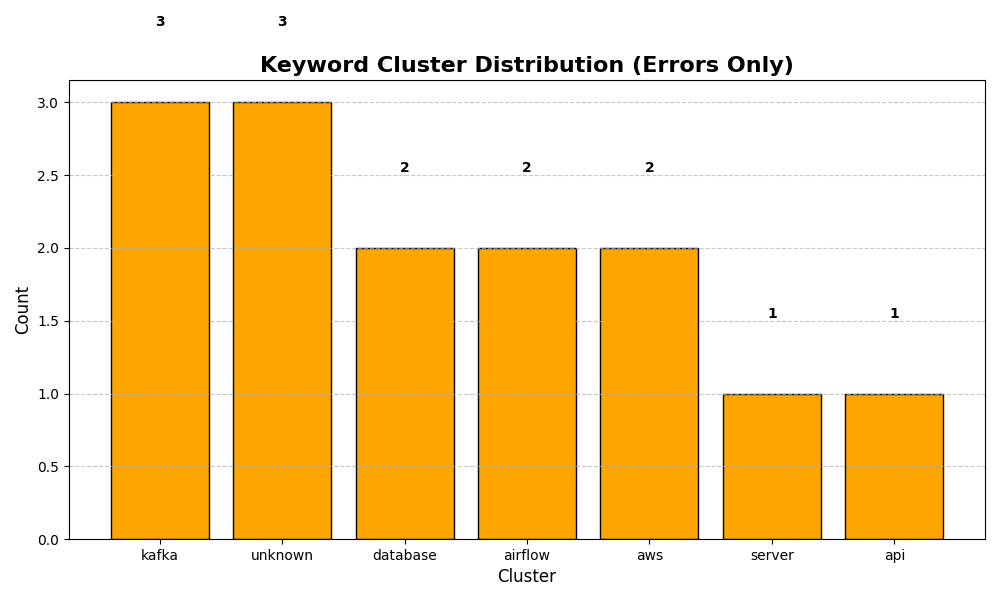 3 3
Keyword Cluster Distribution (Errors Only)
3.0
2.5
2.0
1.5
1.0
0.5
0.0
2 2 2
1 1
kafka unknown database airflow aws server api
Cluster
Count